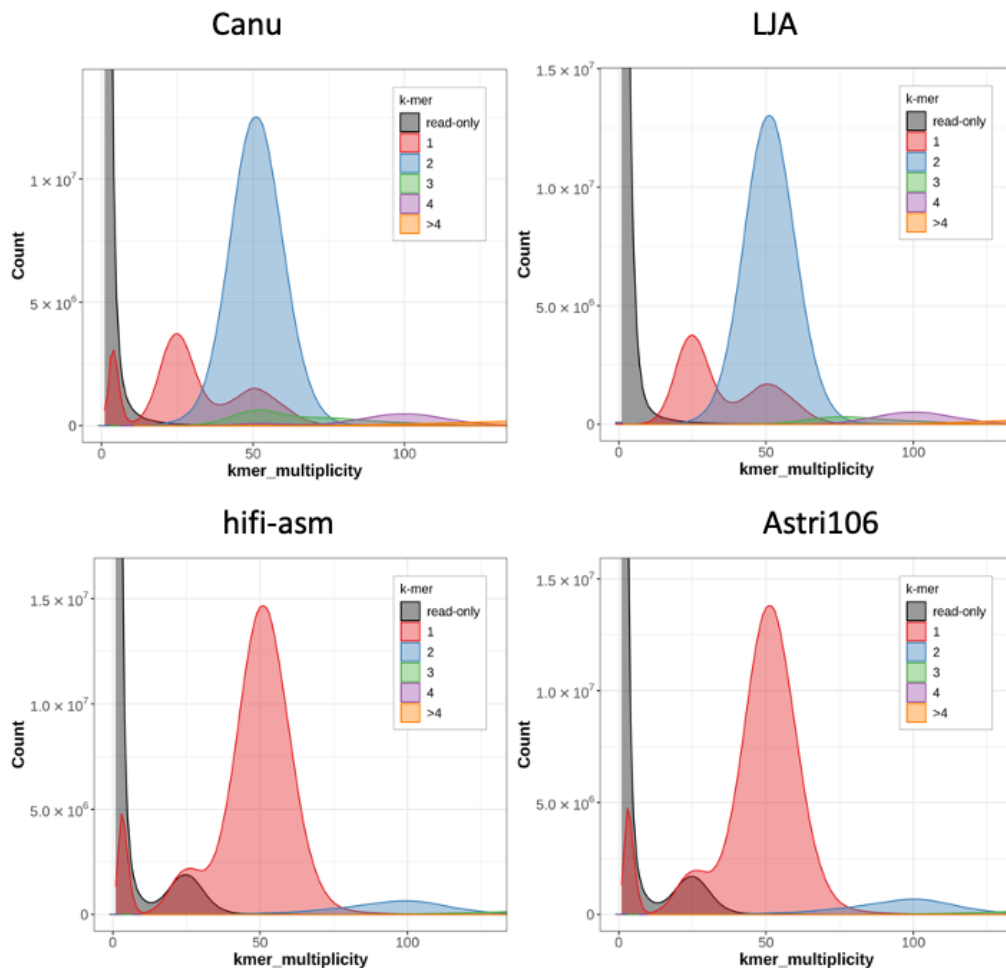 Canu
LJA
k-mer
read-only
1
2
3
4
>4
1 × 10⁷
5 × 10⁶
0
Count
0
50
100
kmer_multiplicity
k-mer
read-only
1
2
3
4
>4
1.5 × 10⁷
1.0 × 10⁷
5.0 × 10⁶
0
Count
0
50
100
kmer_multiplicity
hifi-asm
Astri106
k-mer
read-only
1
2
3
4
>4
1.5 × 10⁷
1.0 × 10⁷
5.0 × 10⁶
0
Count
0
50
100
kmer_multiplicity
k-mer
read-only
1
2
3
4
>4
1.5 × 10⁷
1.0 × 10⁷
5.0 × 10⁶
0
Count
0
50
100
kmer_multiplicity